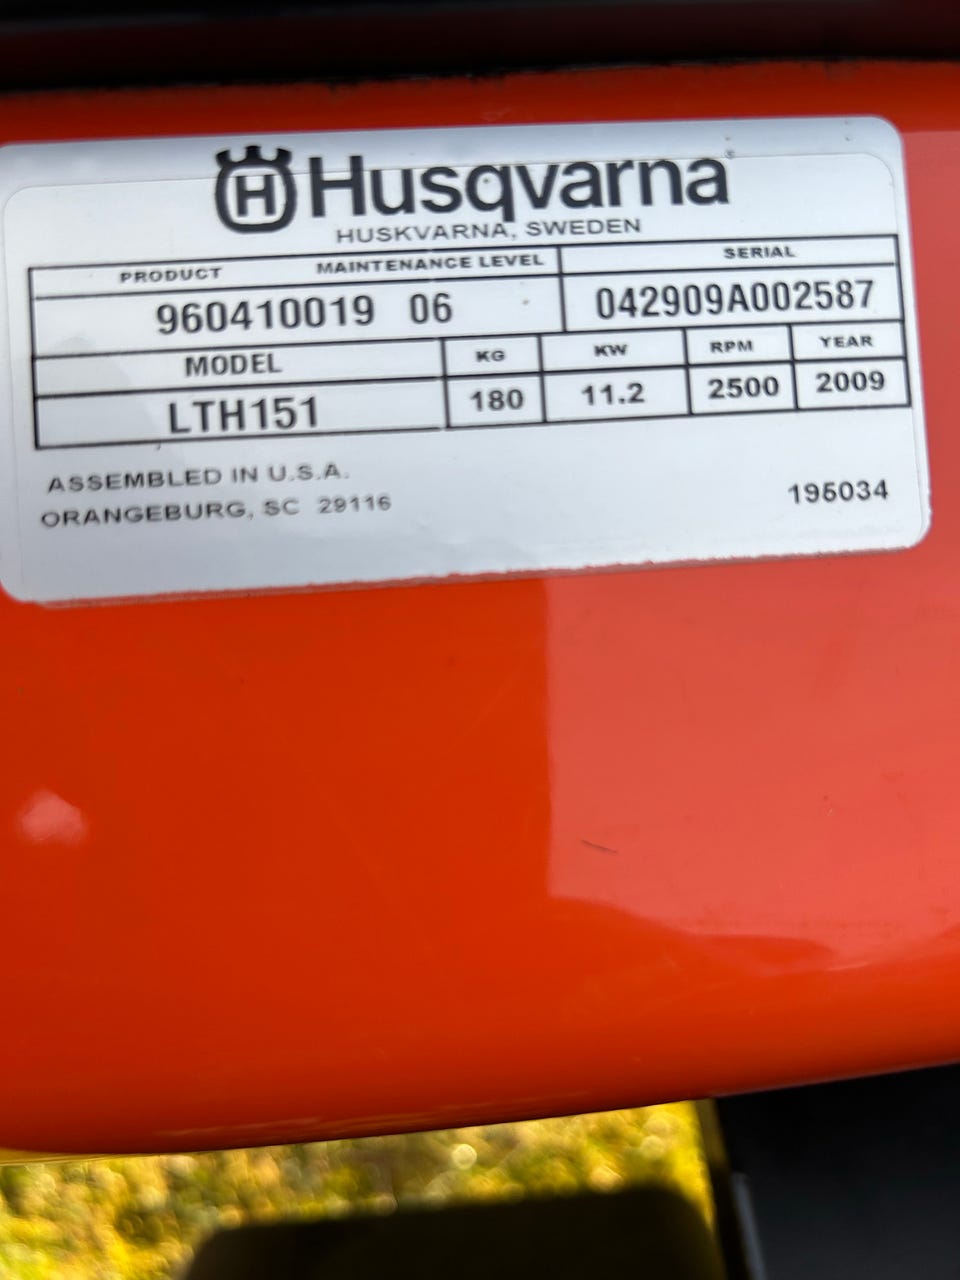 H Husqvarna
HUSKVARNA, SWEDEN
PRODUCT MAINTENANCE LEVEL SERIAL
960410019 06 042909A002587
MODEL KG KW RPM YEAR
LTH151 180 11.2 2500 2009
ASSEMBLED IN U.S.A.
ORANGEBURG, SC 29116
195034